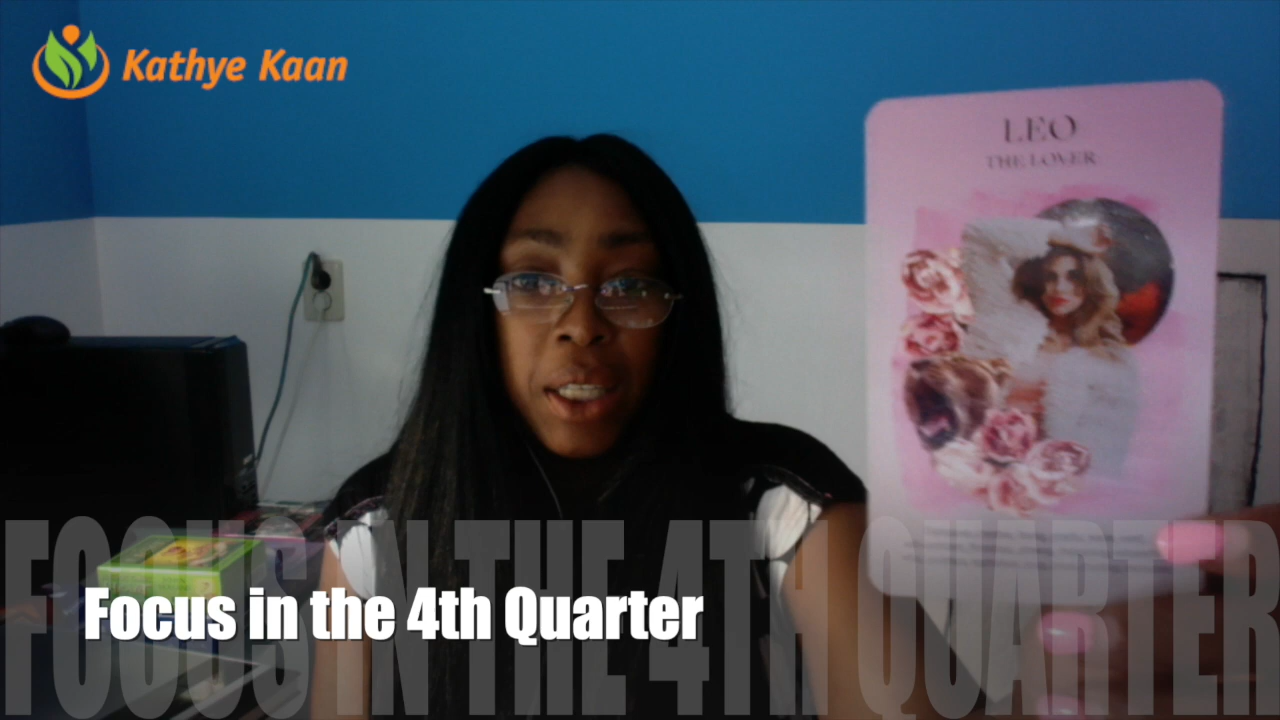 Kathye Kaan
LEO
THE LOVER
FOCUS IN THE 4TH QUARTER
Focus in the 4th Quarter